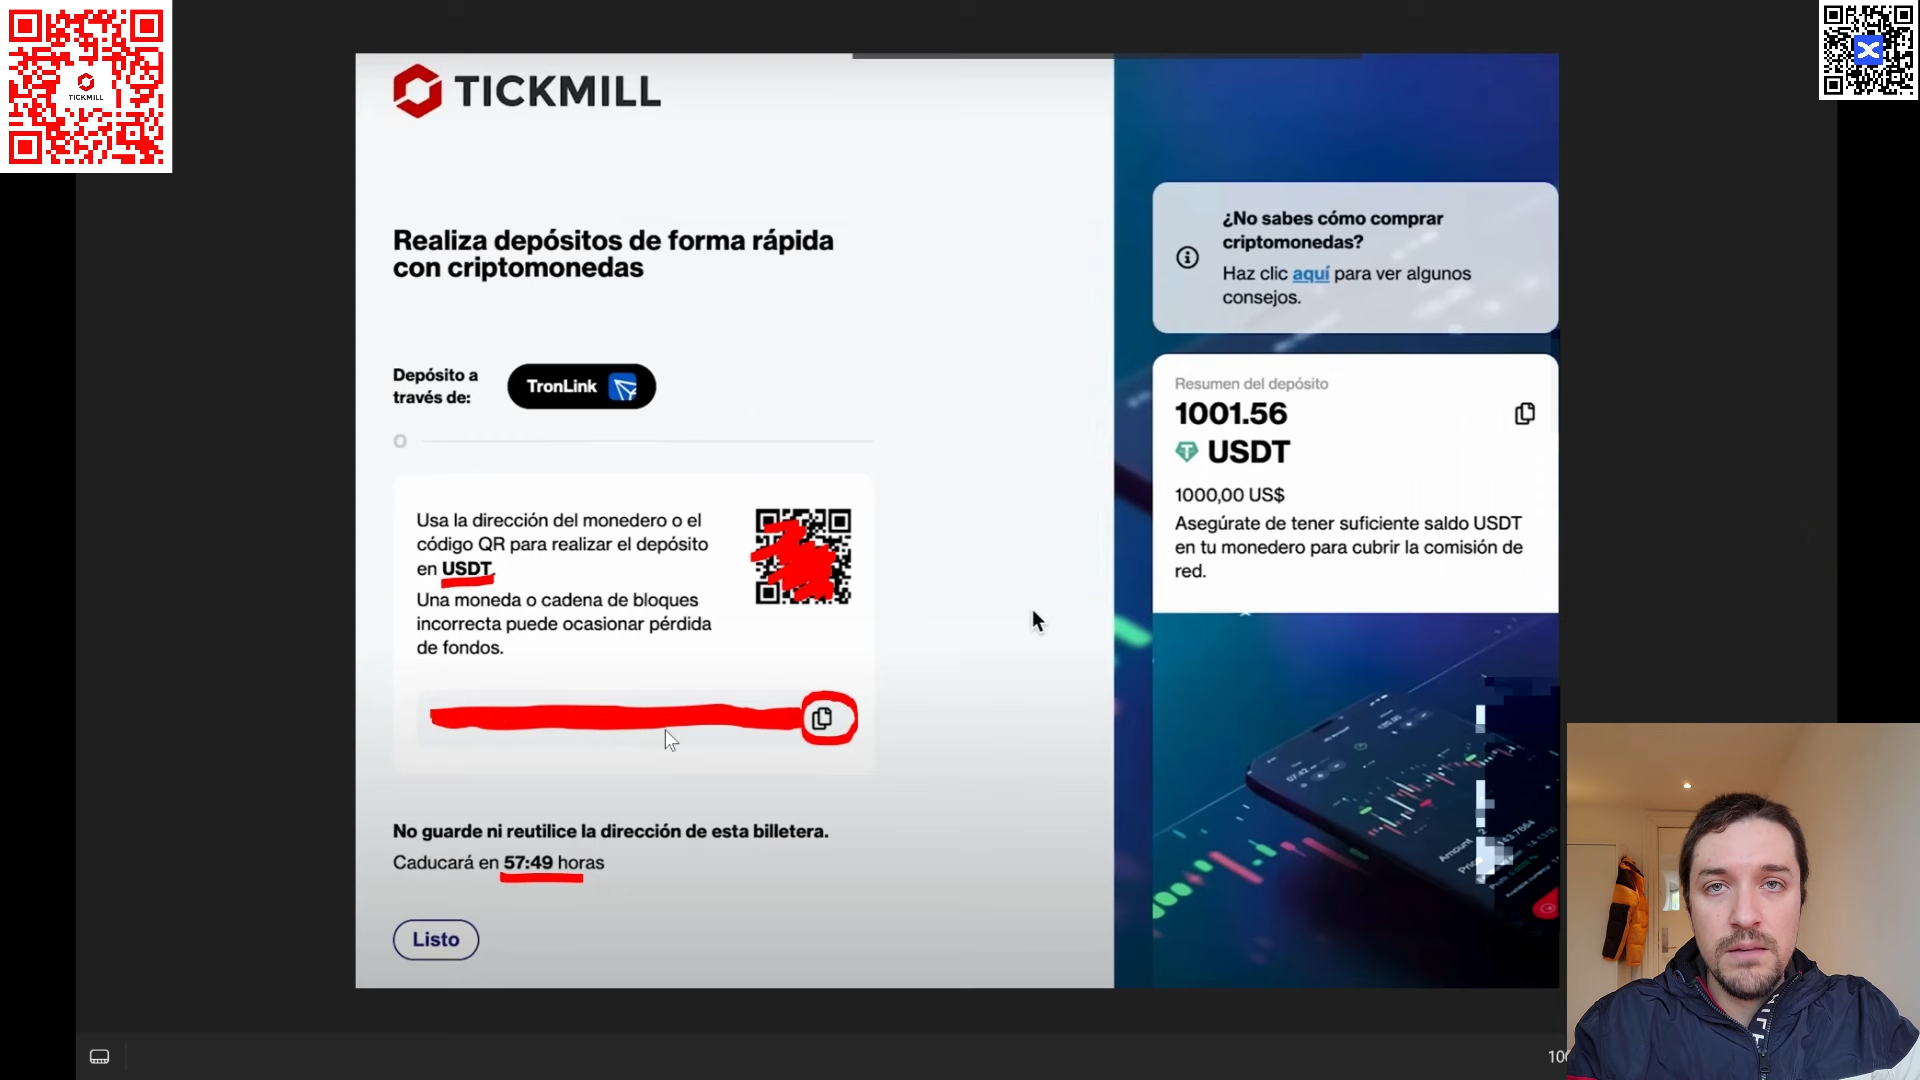 TICKMILL
TICKMILL
Realiza depósitos de forma rápida
con criptomonedas
Depósito a
través de:
TronLink
O
Usa la dirección del monedero o el
código QR para realizar el depósito
en USDT.
Una moneda o cadena de bloques
incorrecta puede ocasionar pérdida
de fondos.
No guarde ni reutilice la dirección de esta billetera.
Caducará en 57:49 horas
Listo
¿No sabes cómo comprar
criptomonedas?
Haz clic aquí para ver algunos
consejos.
Resumen del depósito
1001.56
USDT
1000,00 US$
Asegúrate de tener suficiente saldo USDT
en tu monedero para cubrir la comisión de
red.
Amount